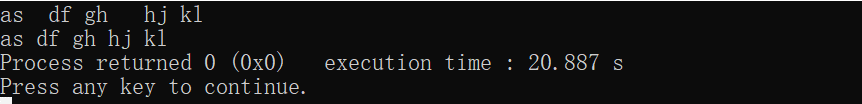 as  df gh   hj kl
as df gh hj kl
Process returned 0 (0x0)   execution time : 20.887 s
Press any key to continue.